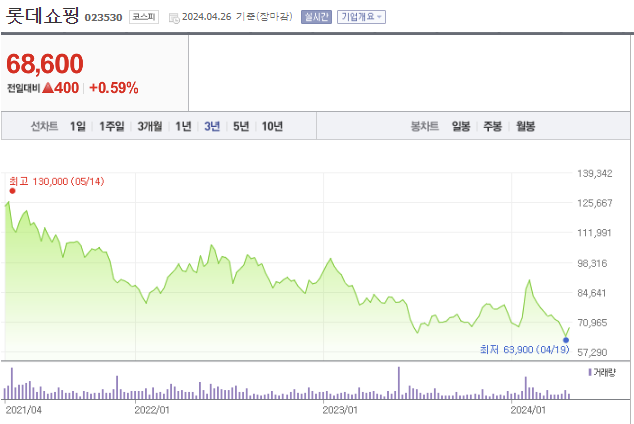 롯데쇼핑 023530 코스피 2024.04.26 기준(장마감) 실시간 기업개요
68,600
전일대비 ▲400 +0.59%
선차트 1일 1주일 3개월 1년 3년 5년 10년 봉차트 일봉 주봉 월봉
139,342
최고 130,000 (05/14)
125,667
111,991
98,316
84,641
70,965
최저 63,900 (04/19)
57,290
거래량
2021/04 2022/01 2023/01 2024/01